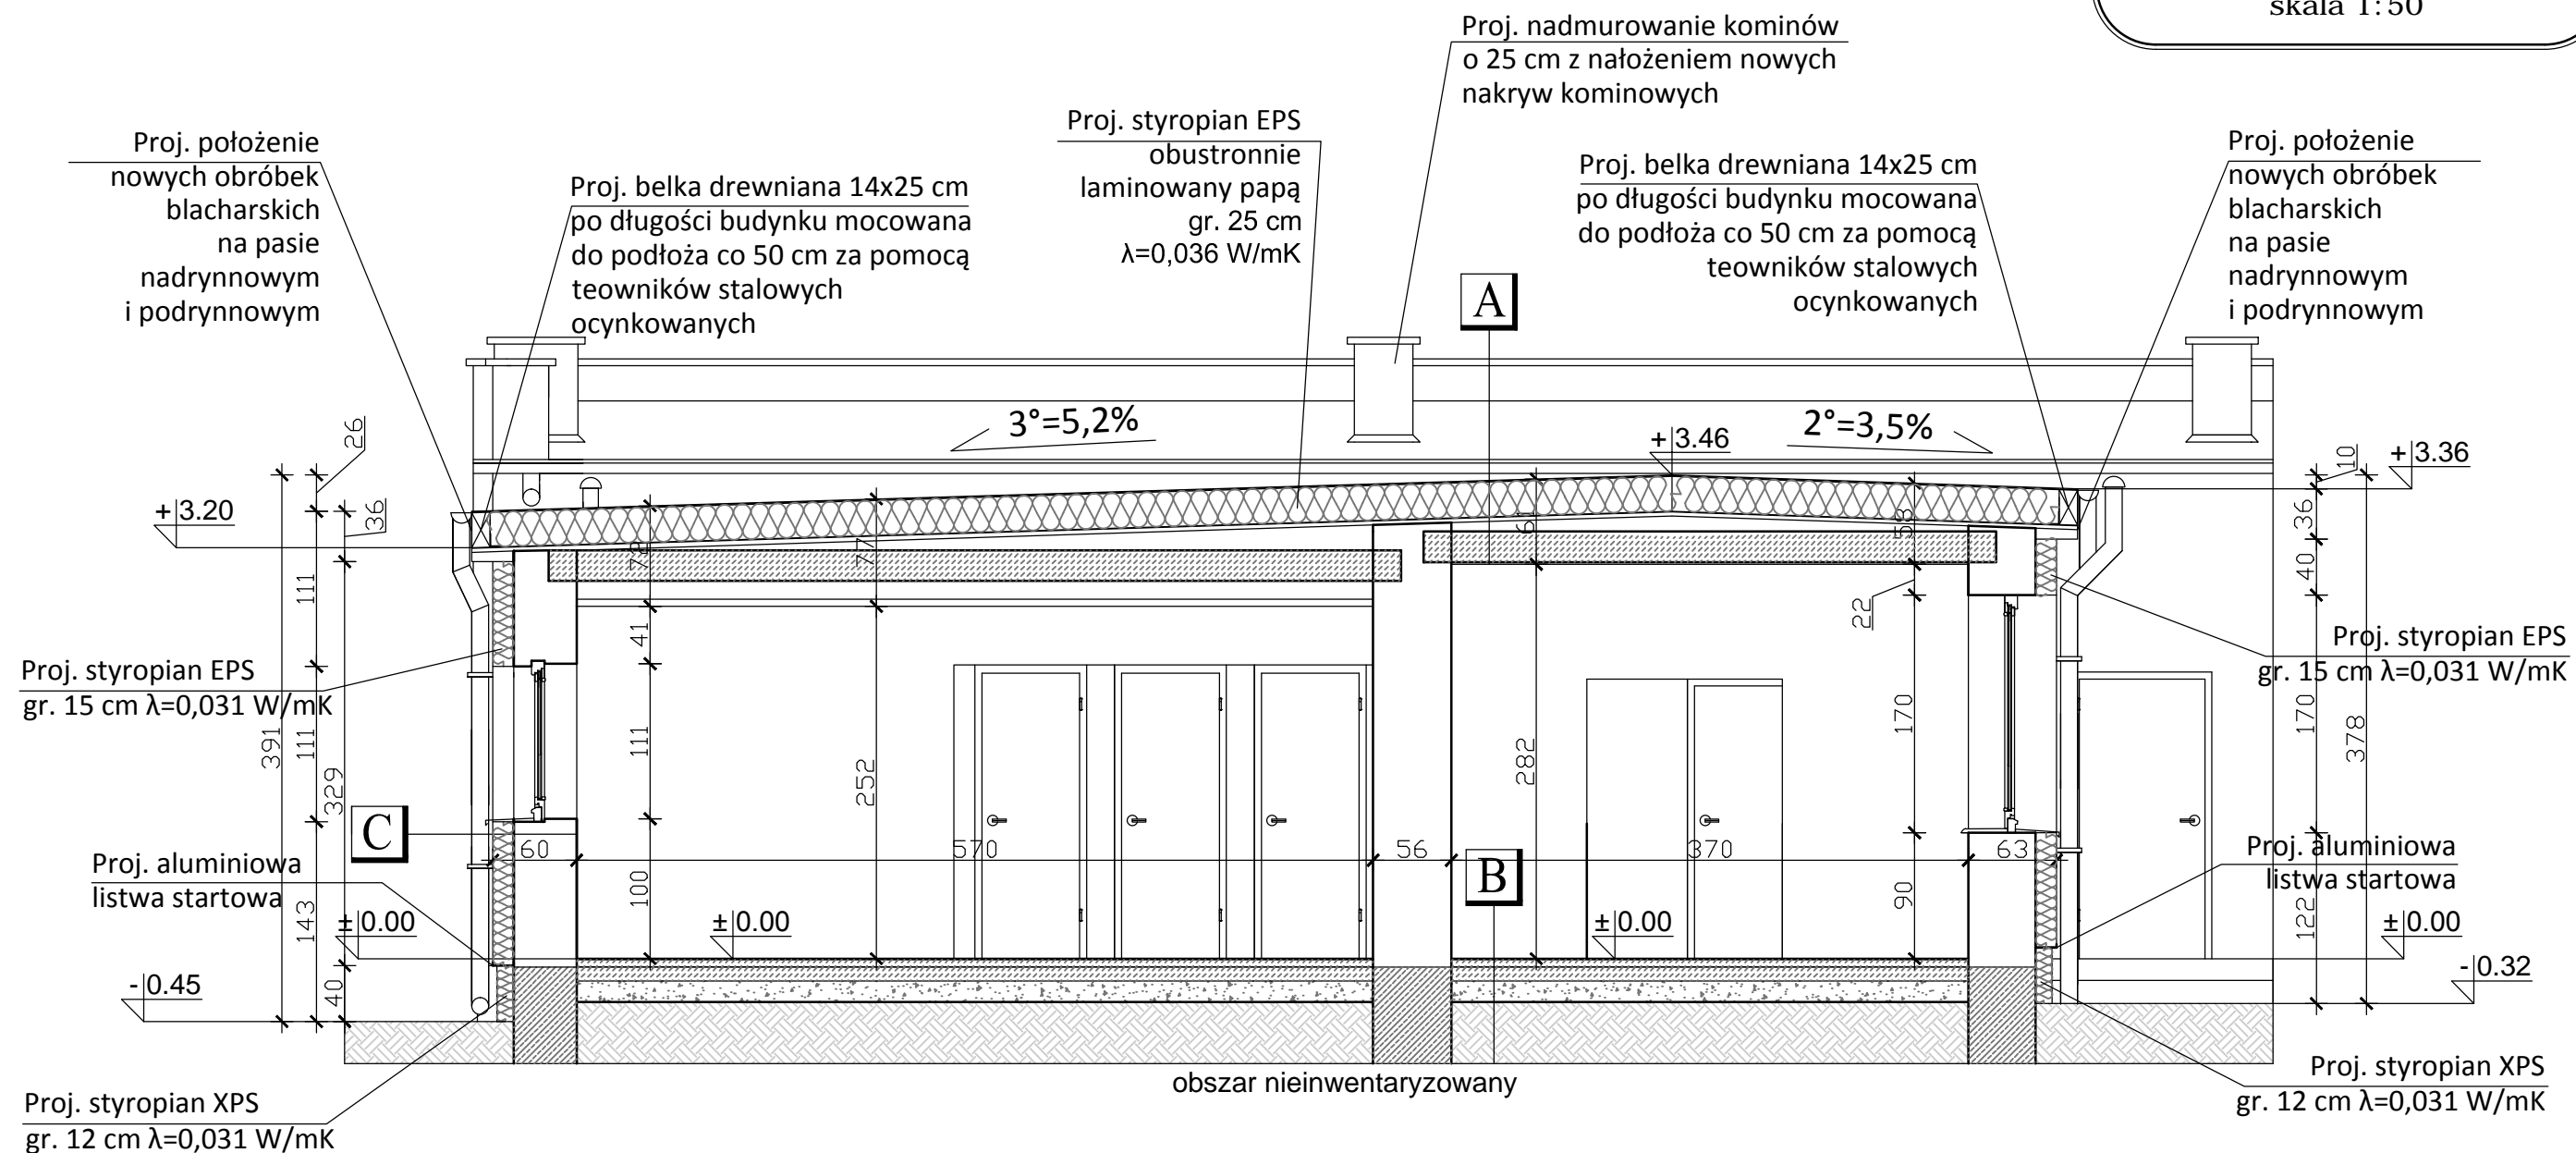 skala 1:50
Proj. nadmurowanie kominów
o 25 cm z nałożeniem nowych
nakryw kominowych
Proj. położenie
nowych obróbek
blacharskich
na pasie
nadrynnowym
i podrynnowym
Proj. belka drewniana 14x25 cm
po długości budynku mocowana
do podłoża co 50 cm za pomocą
teowników stalowych
ocynkowanych
Proj. styropian EPS
obustronnie
laminowany papą
gr. 25 cm
λ=0,036 W/mK
Proj. belka drewniana 14x25 cm
po długości budynku mocowana
do podłoża co 50 cm za pomocą
teowników stalowych
ocynkowanych
Proj. położenie
nowych obróbek
blacharskich
na pasie
nadrynnowym
i podrynnowym
A
3°=5,2%
2°=3,5%
+3.46
+3.36
+3.20
26
36
111
111
143
391
329
40
72
41
111
100
77
252
61
282
58
22
170
90
10
36
40
170
122
378
Proj. styropian EPS
gr. 15 cm λ=0,031 W/mK
Proj. styropian EPS
gr. 15 cm λ=0,031 W/mK
C
60
570
56
370
63
B
Proj. aluminiowa
listwa startowa
Proj. aluminiowa
listwa startowa
±0.00
±0.00
±0.00
±0.00
-0.45
-0.32
obszar nieinwentaryzowany
Proj. styropian XPS
gr. 12 cm λ=0,031 W/mK
Proj. styropian XPS
gr. 12 cm λ=0,031 W/mK